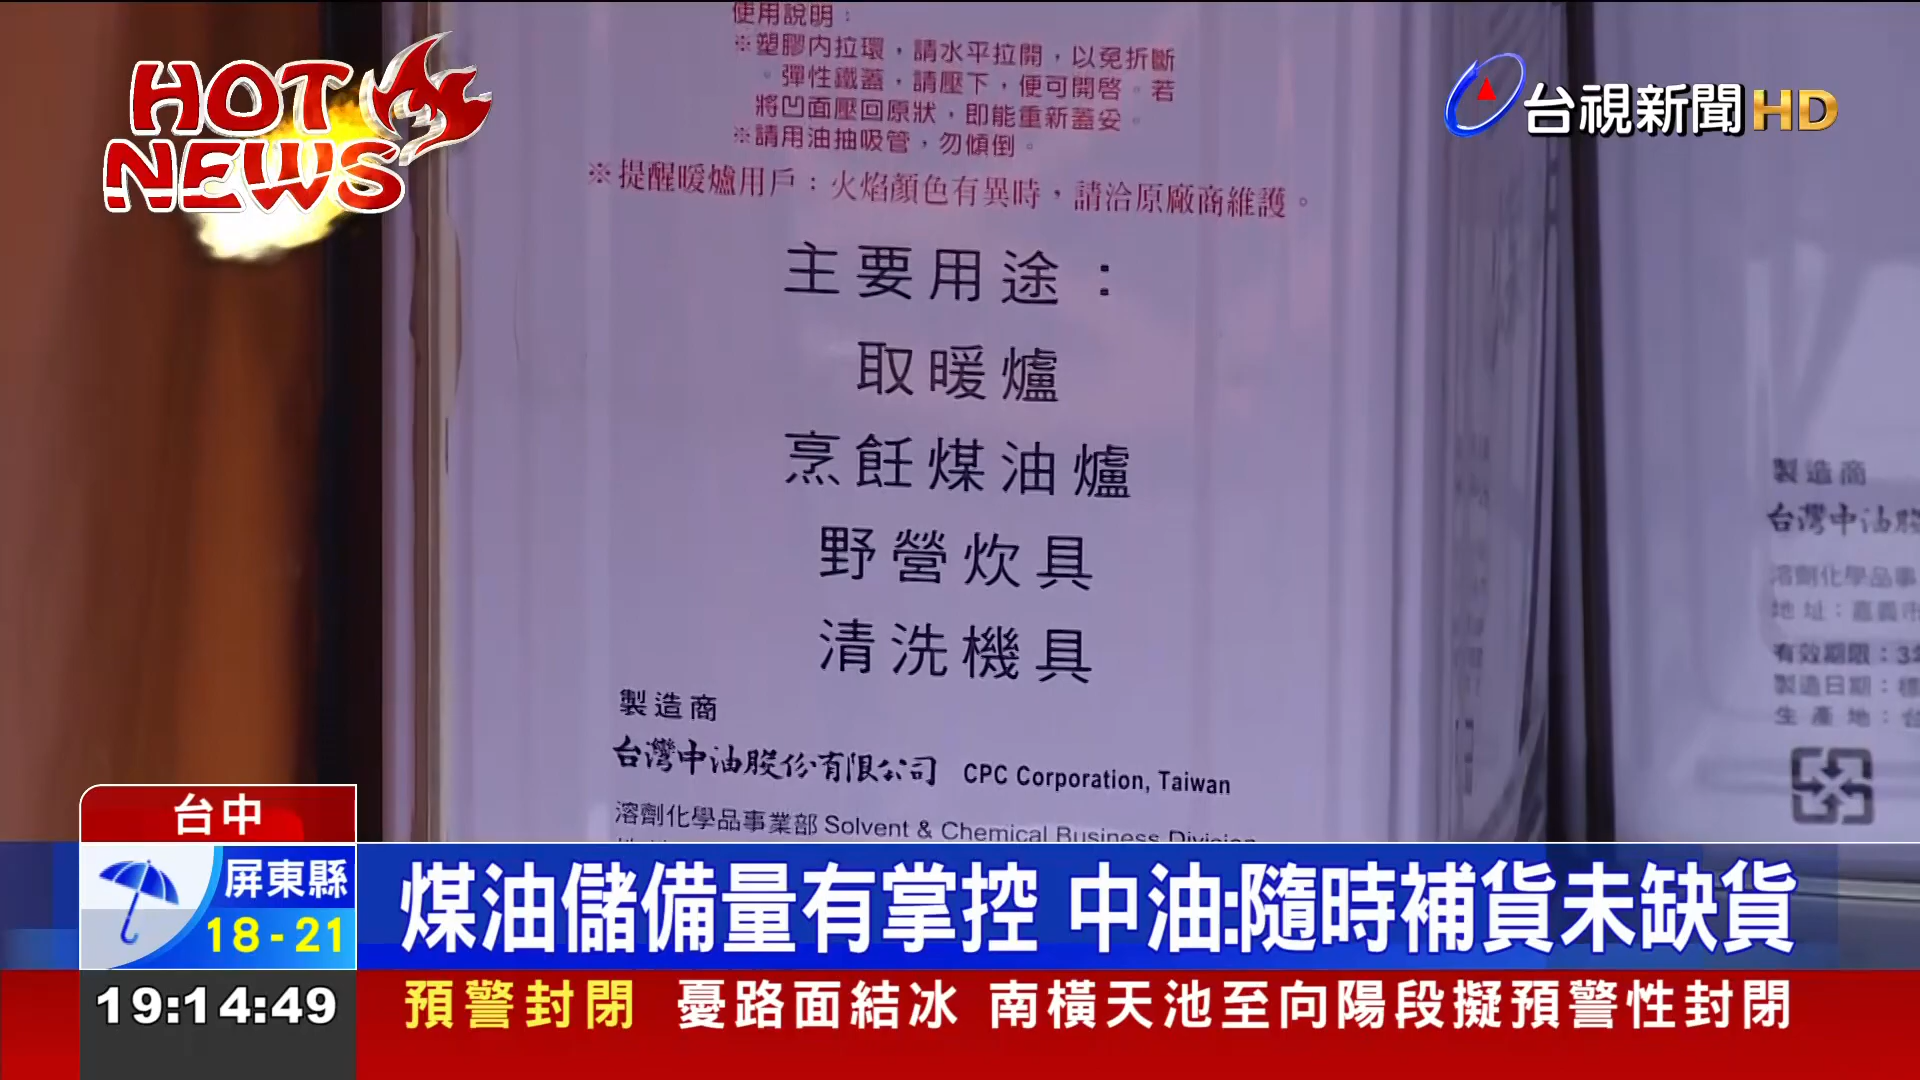 HOT
NEWS
台視新聞HD
使用說明：
※塑膠內拉環，請水平拉開，以免折斷
。彈性鐵蓋，請壓下，便可開啓。若
將凹面壓回原狀，即能重新蓋妥。
※請用油抽吸管，勿傾倒。
※提醒暖爐用戶：火焰顏色有異時，請洽原廠商維護。
主要用途：
取暖爐
烹飪煤油爐
野營炊具
清洗機具
製造商
台灣中油股份有限公司 CPC Corporation, Taiwan
溶劑化學品事業部 Solvent & Chemical Business Division
製造商
台灣中油股
溶劑化學品事
地址：嘉義市
有效期限：3年
製造日期：標
生產地：台
台中
屏東縣
18-21
煤油儲備量有掌控 中油:隨時補貨未缺貨
19:14:49
預警封閉 憂路面結冰 南橫天池至向陽段擬預警性封閉